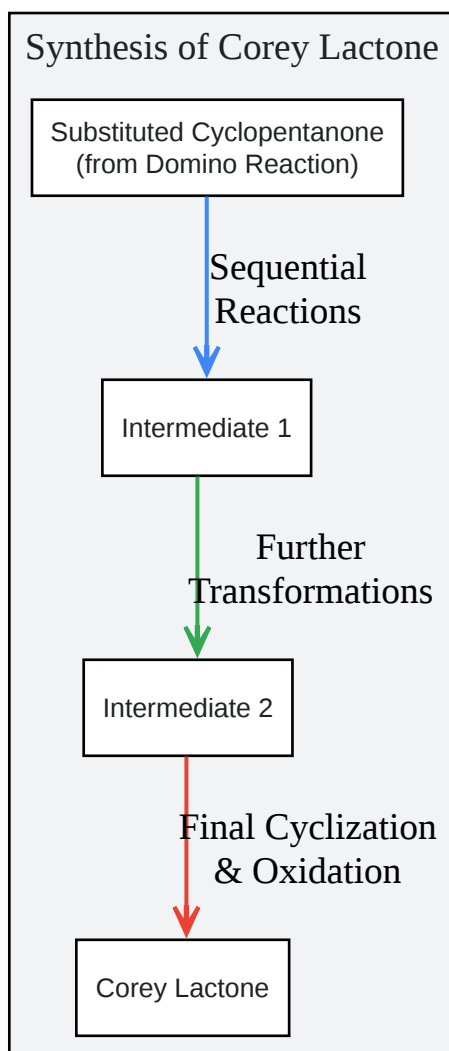 Synthesis of Corey Lactone
Substituted Cyclopentanone
(from Domino Reaction)
Sequential
Reactions
Intermediate 1
Further
Transformations
Intermediate 2
Final Cyclization
& Oxidation
Corey Lactone